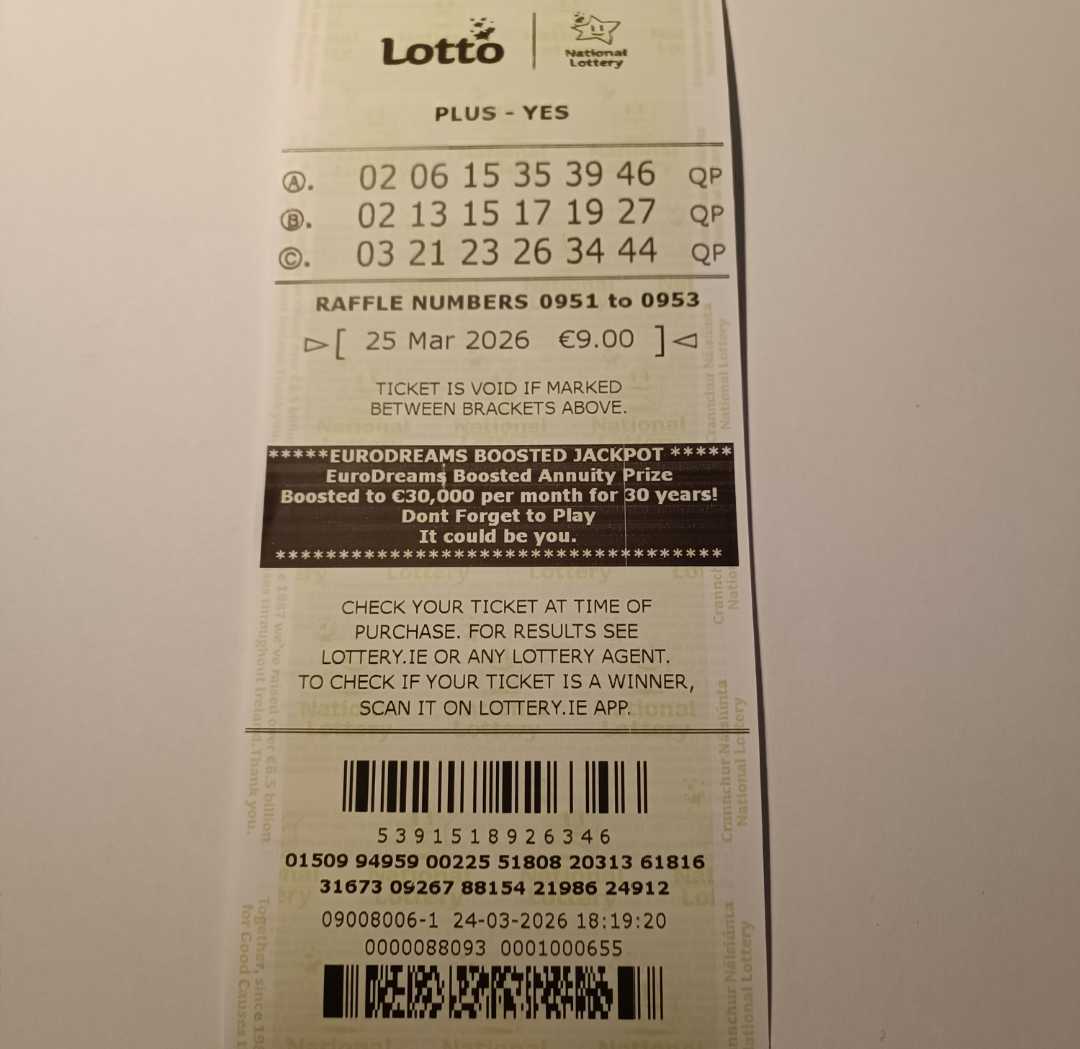 Lotto
National
Lottery
PLUS - YES
Ⓐ. 02 06 15 35 39 46 QP
Ⓑ. 02 13 15 17 19 27 QP
Ⓒ. 03 21 23 26 34 44 QP
RAFFLE NUMBERS 0951 to 0953
[ 25 Mar 2026 €9.00 ]
TICKET IS VOID IF MARKED
BETWEEN BRACKETS ABOVE.
*****EURODREAMS BOOSTED JACKPOT *****
EuroDreams Boosted Annuity Prize
Boosted to €30,000 per month for 30 years!
Dont Forget to Play
It could be you.
***********************************
CHECK YOUR TICKET AT TIME OF
PURCHASE. FOR RESULTS SEE
LOTTERY.IE OR ANY LOTTERY AGENT.
TO CHECK IF YOUR TICKET IS A WINNER,
SCAN IT ON LOTTERY.IE APP.
5391518926346
01509 94959 00225 51808 20313 61816
31673 09267 88154 21986 24912
09008006-1 24-03-2026 18:19:20
0000088093 0001000655
Crannchur Náisiúnta
National Lottery